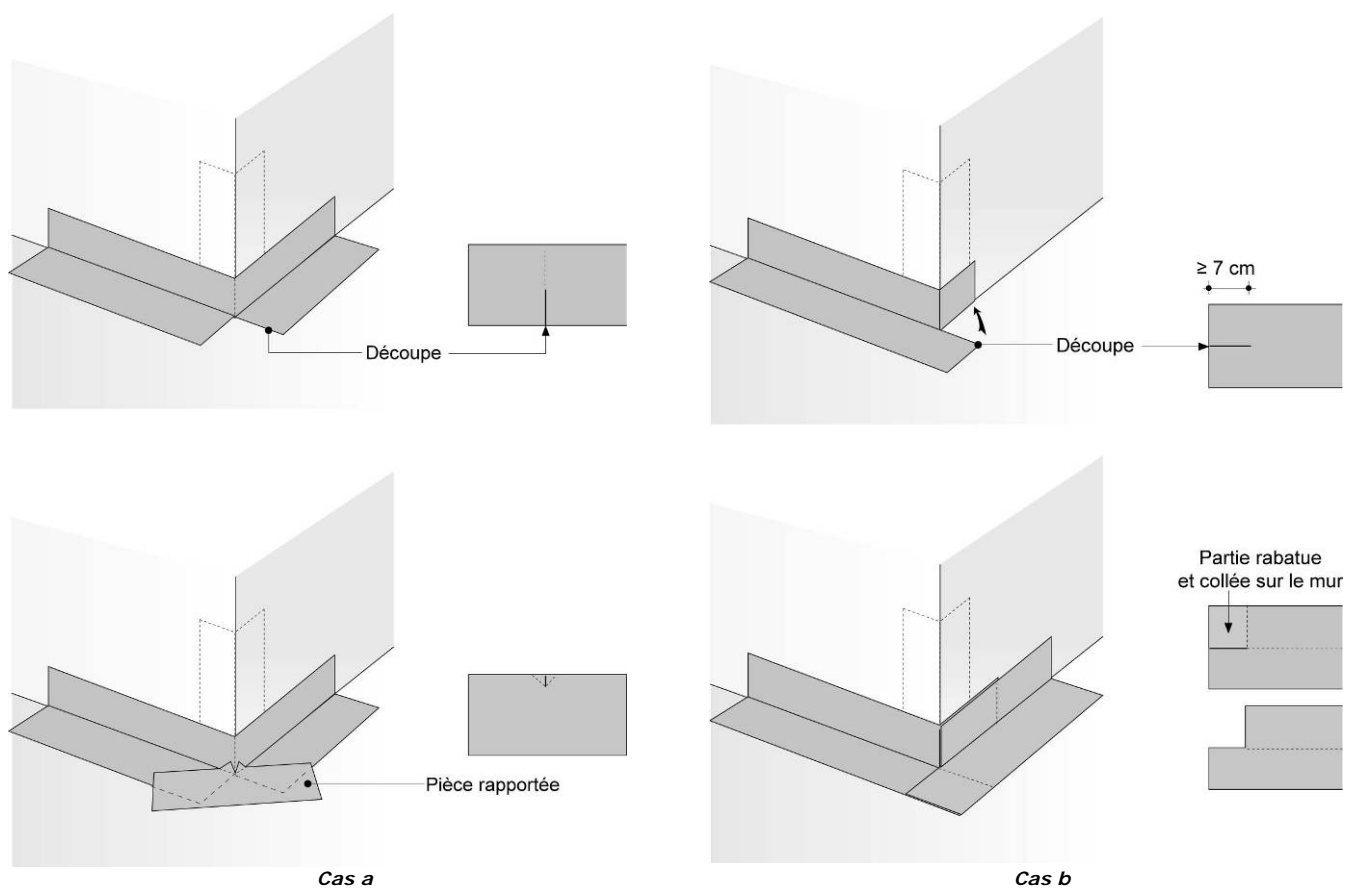 Découpe
≥ 7 cm
Découpe
Partie rabatue
et collée sur le mur
Pièce rapportée
Cas a
Cas b